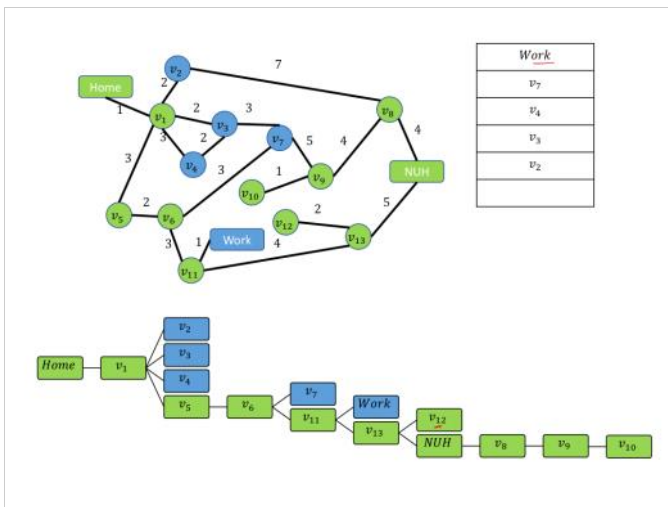 7
v₂
Home
2
v₈
1
v₁
2
3
4
v₃
3
2
v₇
5
4
v₄
3
3
1
v₉
NUH
v₁₀
2
v₅
2
v₆
v₁₂
5
3
1
Work
v₁₃
4
v₁₁
Work
v₇
v₄
v₃
v₂
v₂
v₃
Home
v₁
v₄
v₇
v₅
v₆
Work
v₁₁
v₁₂
v₁₃
NUH
v₈
v₉
v₁₀